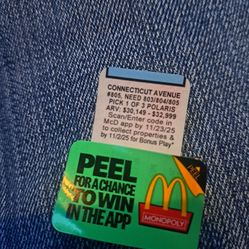 CONNECTICUT AVENUE
#805, NEED 803/804/805
PICK 1 OF 3 POLARIS
ARV: $30,149 - $32,999
Scan/Enter code in
McD app by 11/23/25
to collect properties &
by 11/2/25 for Bonus Play*
PEEL
FOR A CHANCE
TO WIN
IN THE APP
MONOPOLY